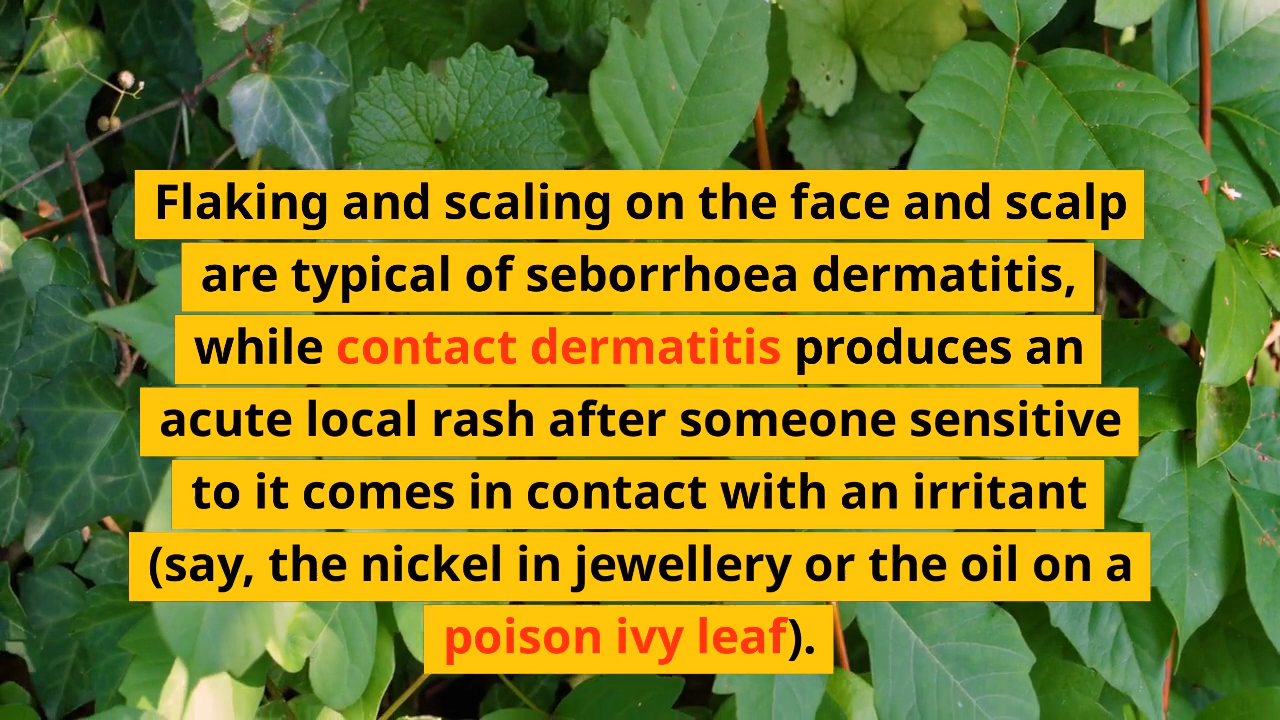 Flaking and scaling on the face and scalp
are typical of seborrhoea dermatitis,
while contact dermatitis produces an
acute local rash after someone sensitive
to it comes in contact with an irritant
(say, the nickel in jewellery or the oil on a
poison ivy leaf).